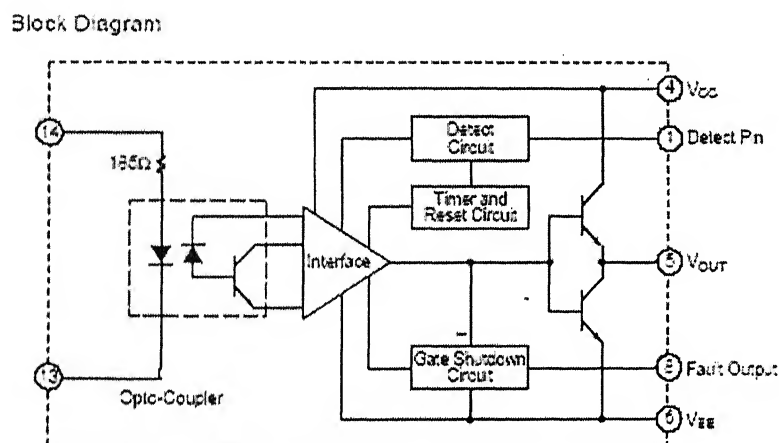 Block Diagram
14
185Ω
Opto-Coupler
13
Interface
Detect
Circuit
Timer and
Reset Circuit
Gate Shutdown
Circuit
4 VCC
1 Detect Pin
5 VOUT
8 Fault Output
6 VEE